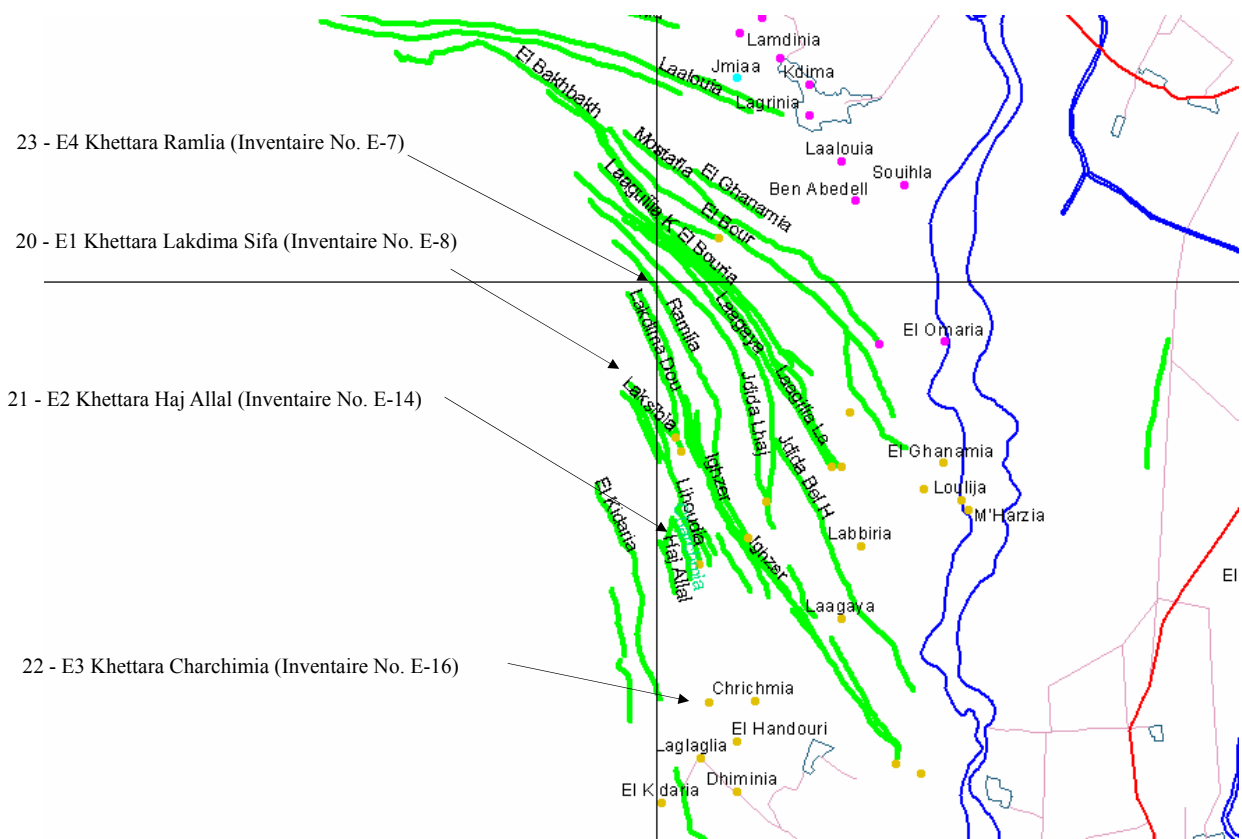 Lamdinia
Jmiaa
Kdima
Laalouia
Lagrinia
El Bakhbakh
23 - E4 Khettara Ramlia (Inventaire No. E-7)
Mostafia
El Ghanamia
Laalouia
Souihla
Ben Abedell
Laaguilia K
El Bour
El Bouria
20 - E1 Khettara Lakdima Sifa (Inventaire No. E-8)
Lakdima Dou
Ramlia
Laagaya
El Omaria
21 - E2 Khettara Haj Allal (Inventaire No. E-14)
Laksibia
Jdida Lhaj
Laagrita La
Jdida Bel H
El Ghanamia
Loulija
M'Harzia
El Kidaria
Lihoudia
Ighzer
Ighzer
Labbiria
Haj Allal
El
Laagaya
22 - E3 Khettara Charchimia (Inventaire No. E-16)
Chrichmia
El Handouri
Laglaglia
Dhiminia
El Kidaria